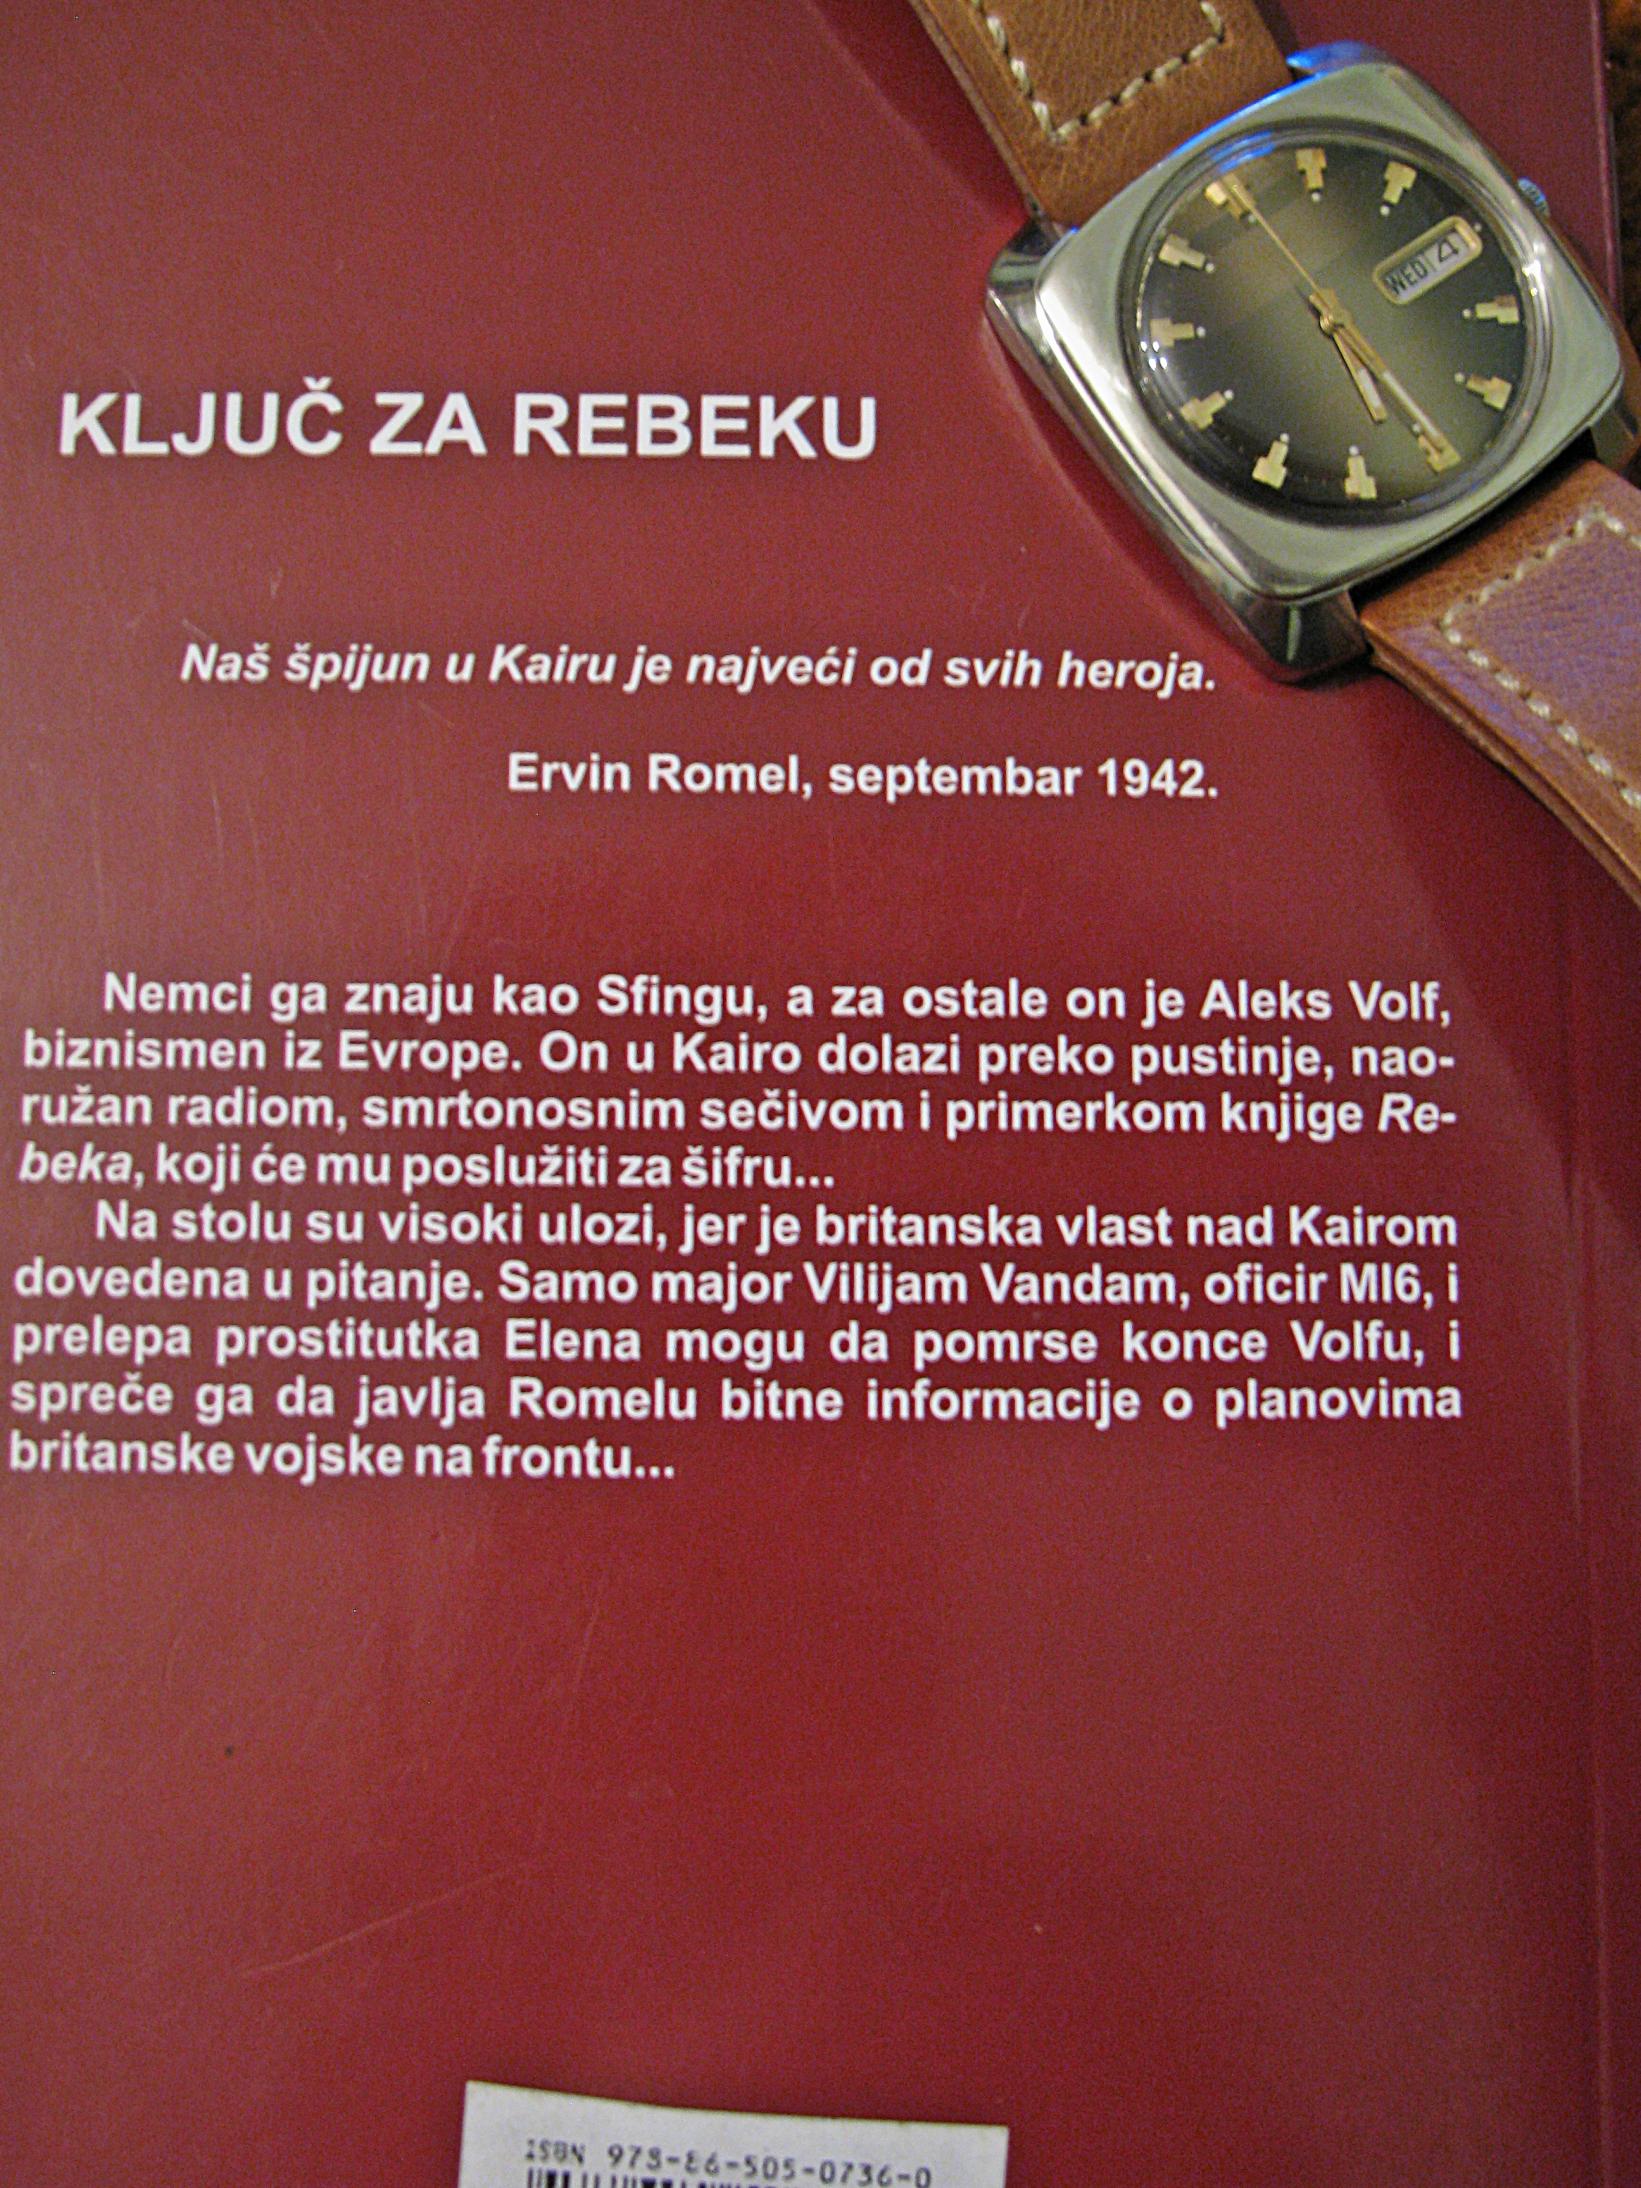 WED 4
KLJUČ ZA REBEKU
Naš špijun u Kairu je najveći od svih heroja.
Ervin Romel, septembar 1942.
Nemci ga znaju kao Sfingu, a za ostale on je Aleks Volf,
biznismen iz Evrope. On u Kairo dolazi preko pustinje, nao-
ružan radiom, smrtonosnim sečivom i primerkom knjige Re-
beka, koji će mu poslužiti za šifru...
Na stolu su visoki ulozi, jer je britanska vlast nad Kairom
dovedena u pitanje. Samo major Vilijam Vandam, oficir MI6, i
prelepa prostitutka Elena mogu da pomrse konce Volfu, i
spreče ga da javlja Romelu bitne informacije o planovima
britanske vojske na frontu...
ISBN 978-86-505-0736-0